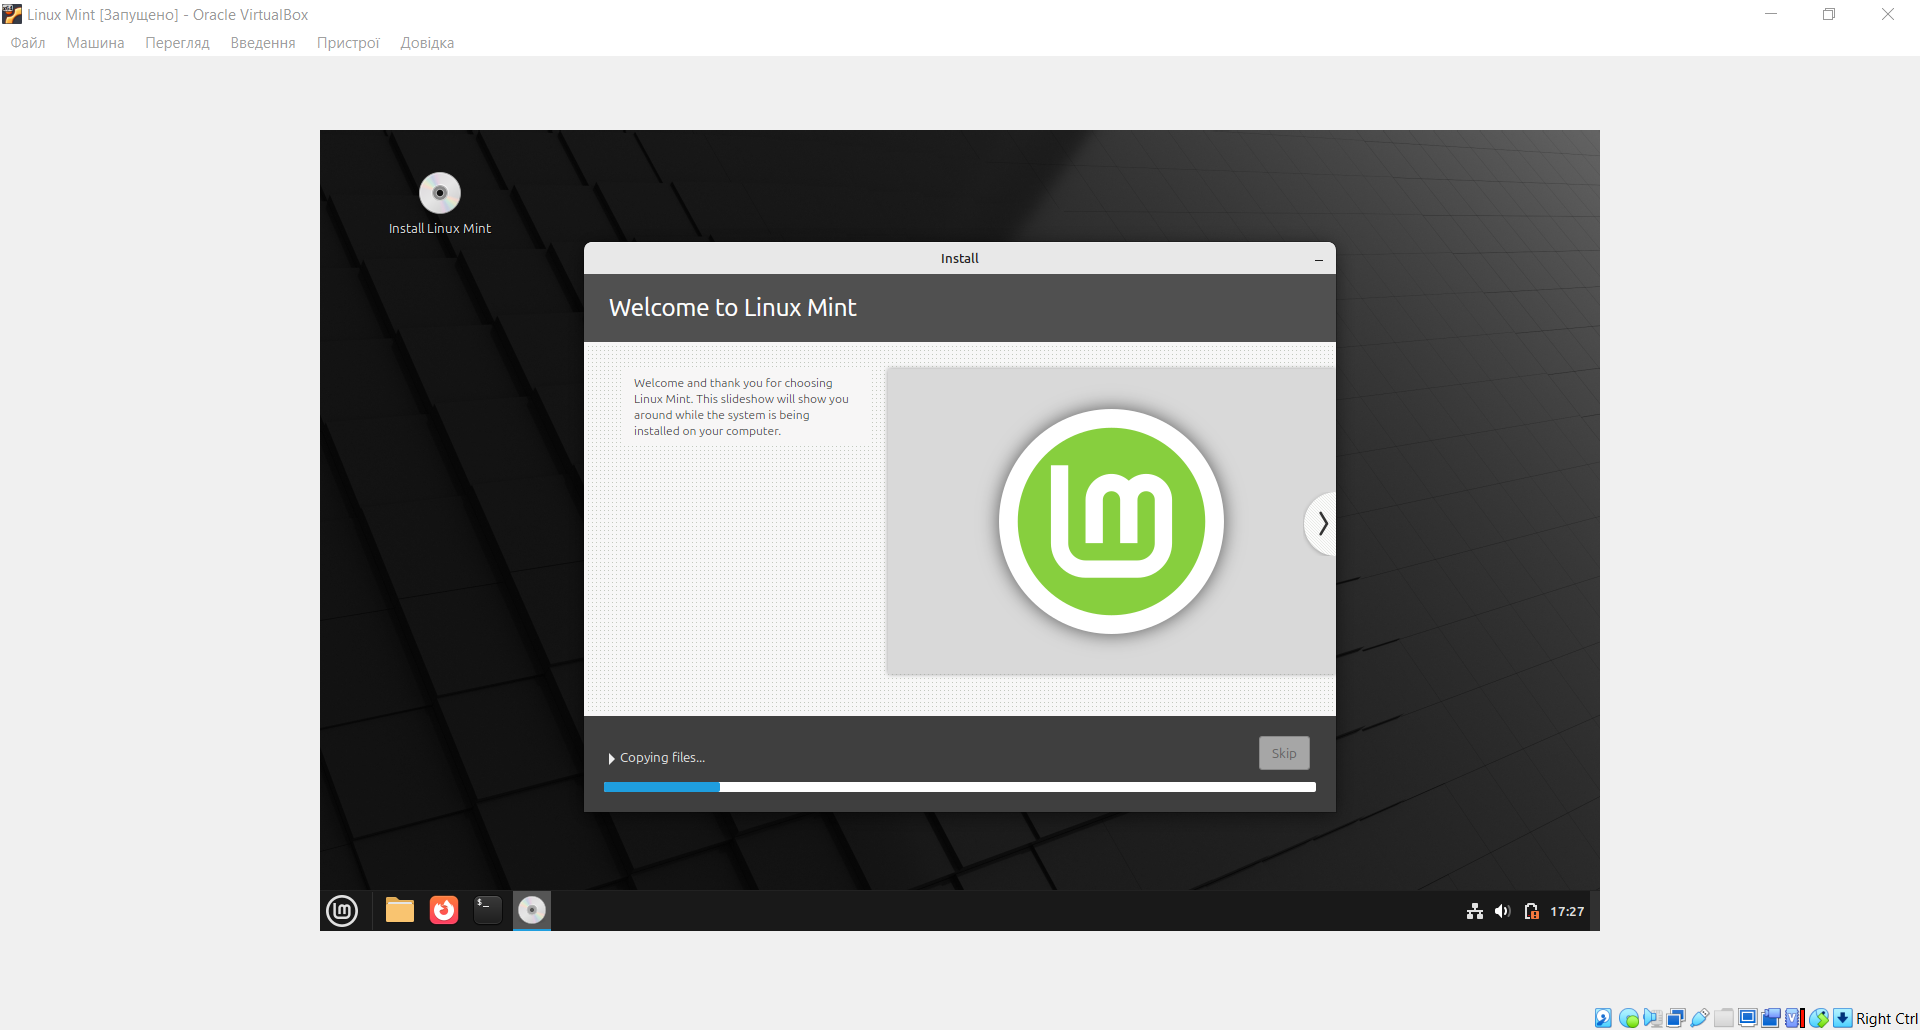 Linux Mint [Запущено] - Oracle VirtualBox
Файл Машина Перегляд Введення Пристрої Довідка
Install Linux Mint
Install
Welcome to Linux Mint
Welcome and thank you for choosing
Linux Mint. This slideshow will show you
around while the system is being
installed on your computer.
Copying files...
Skip
17:27
Right Ctrl